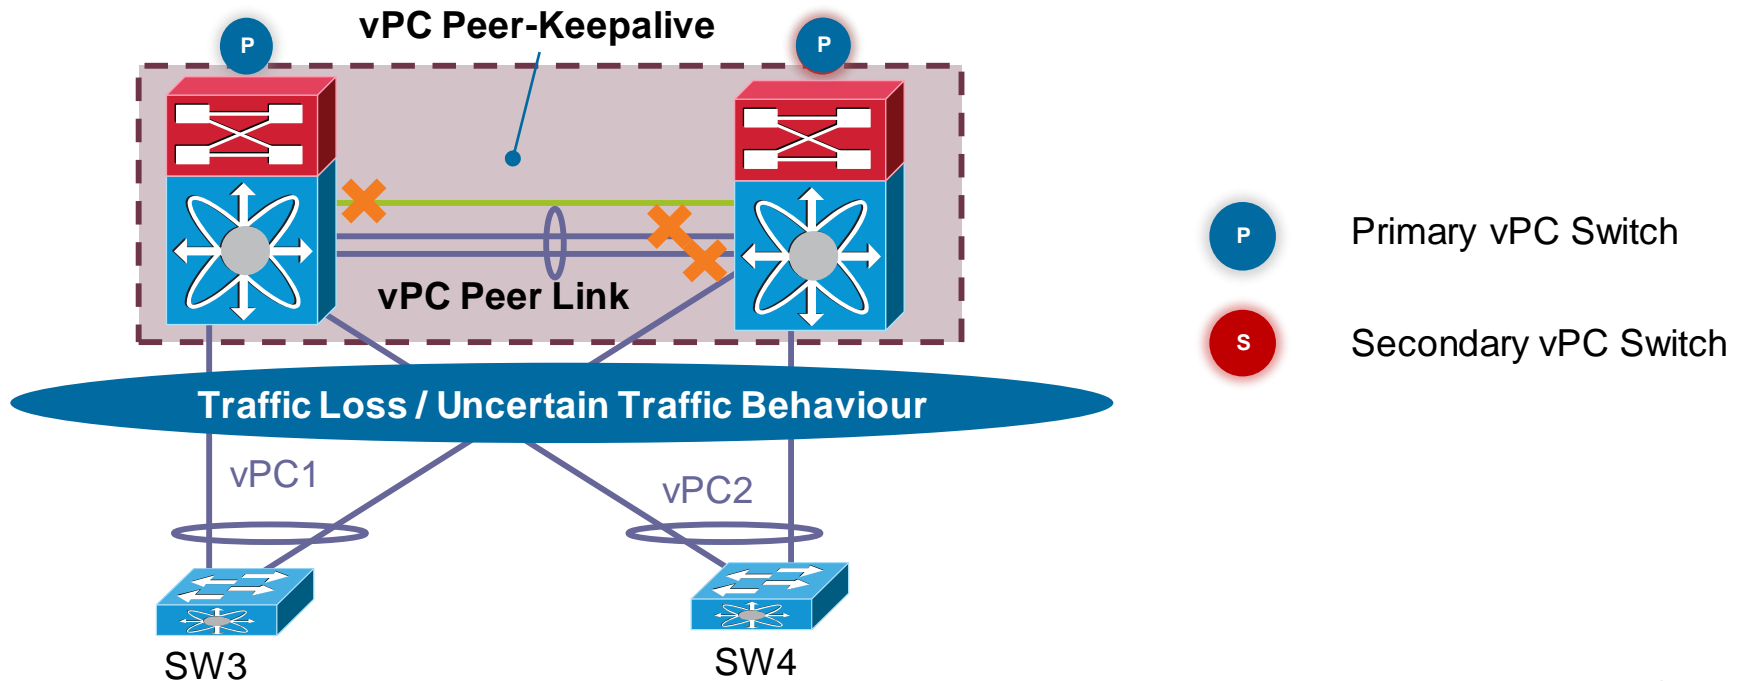 vPC Peer-Keepalive
P
P
vPC Peer Link
P
Primary vPC Switch
S
Secondary vPC Switch
Traffic Loss / Uncertain Traffic Behaviour
vPC1
vPC2
SW3
SW4